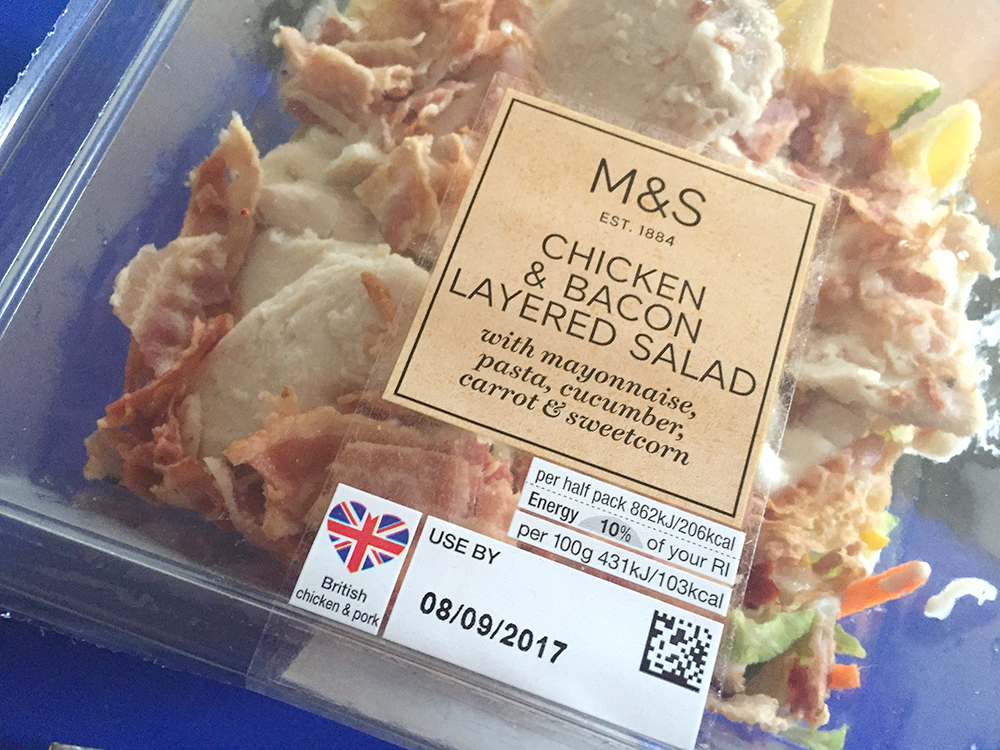 M&S
EST. 1884
CHICKEN
& BACON
LAYERED SALAD
with mayonnaise,
pasta, cucumber,
carrot & sweetcorn
per half pack 862kJ/206kcal
Energy 10% of your RI
per 100g 431kJ/103kcal
British
chicken & pork
USE BY
08/09/2017